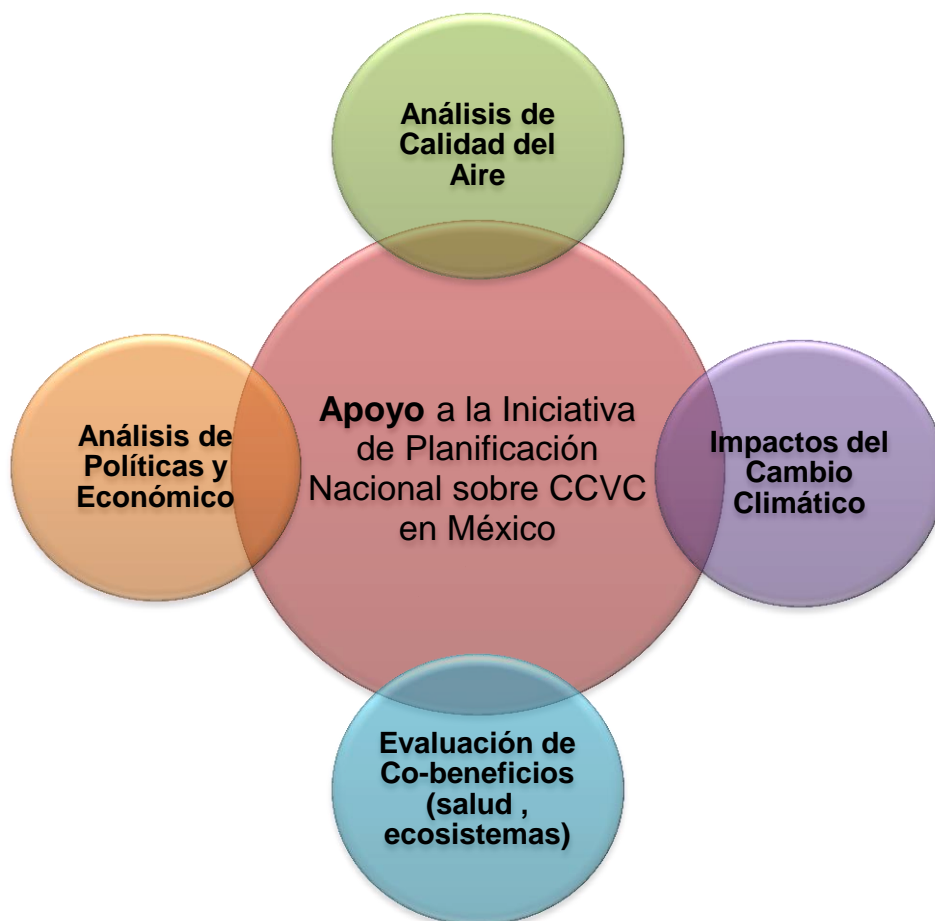 Análisis de
Calidad del
Aire
Análisis de
Políticas y
Económico
Apoyo a la Iniciativa
de Planificación
Nacional sobre CCVC
en México
Impactos del
Cambio
Climático
Evaluación de
Co-beneficios
(salud ,
ecosistemas)